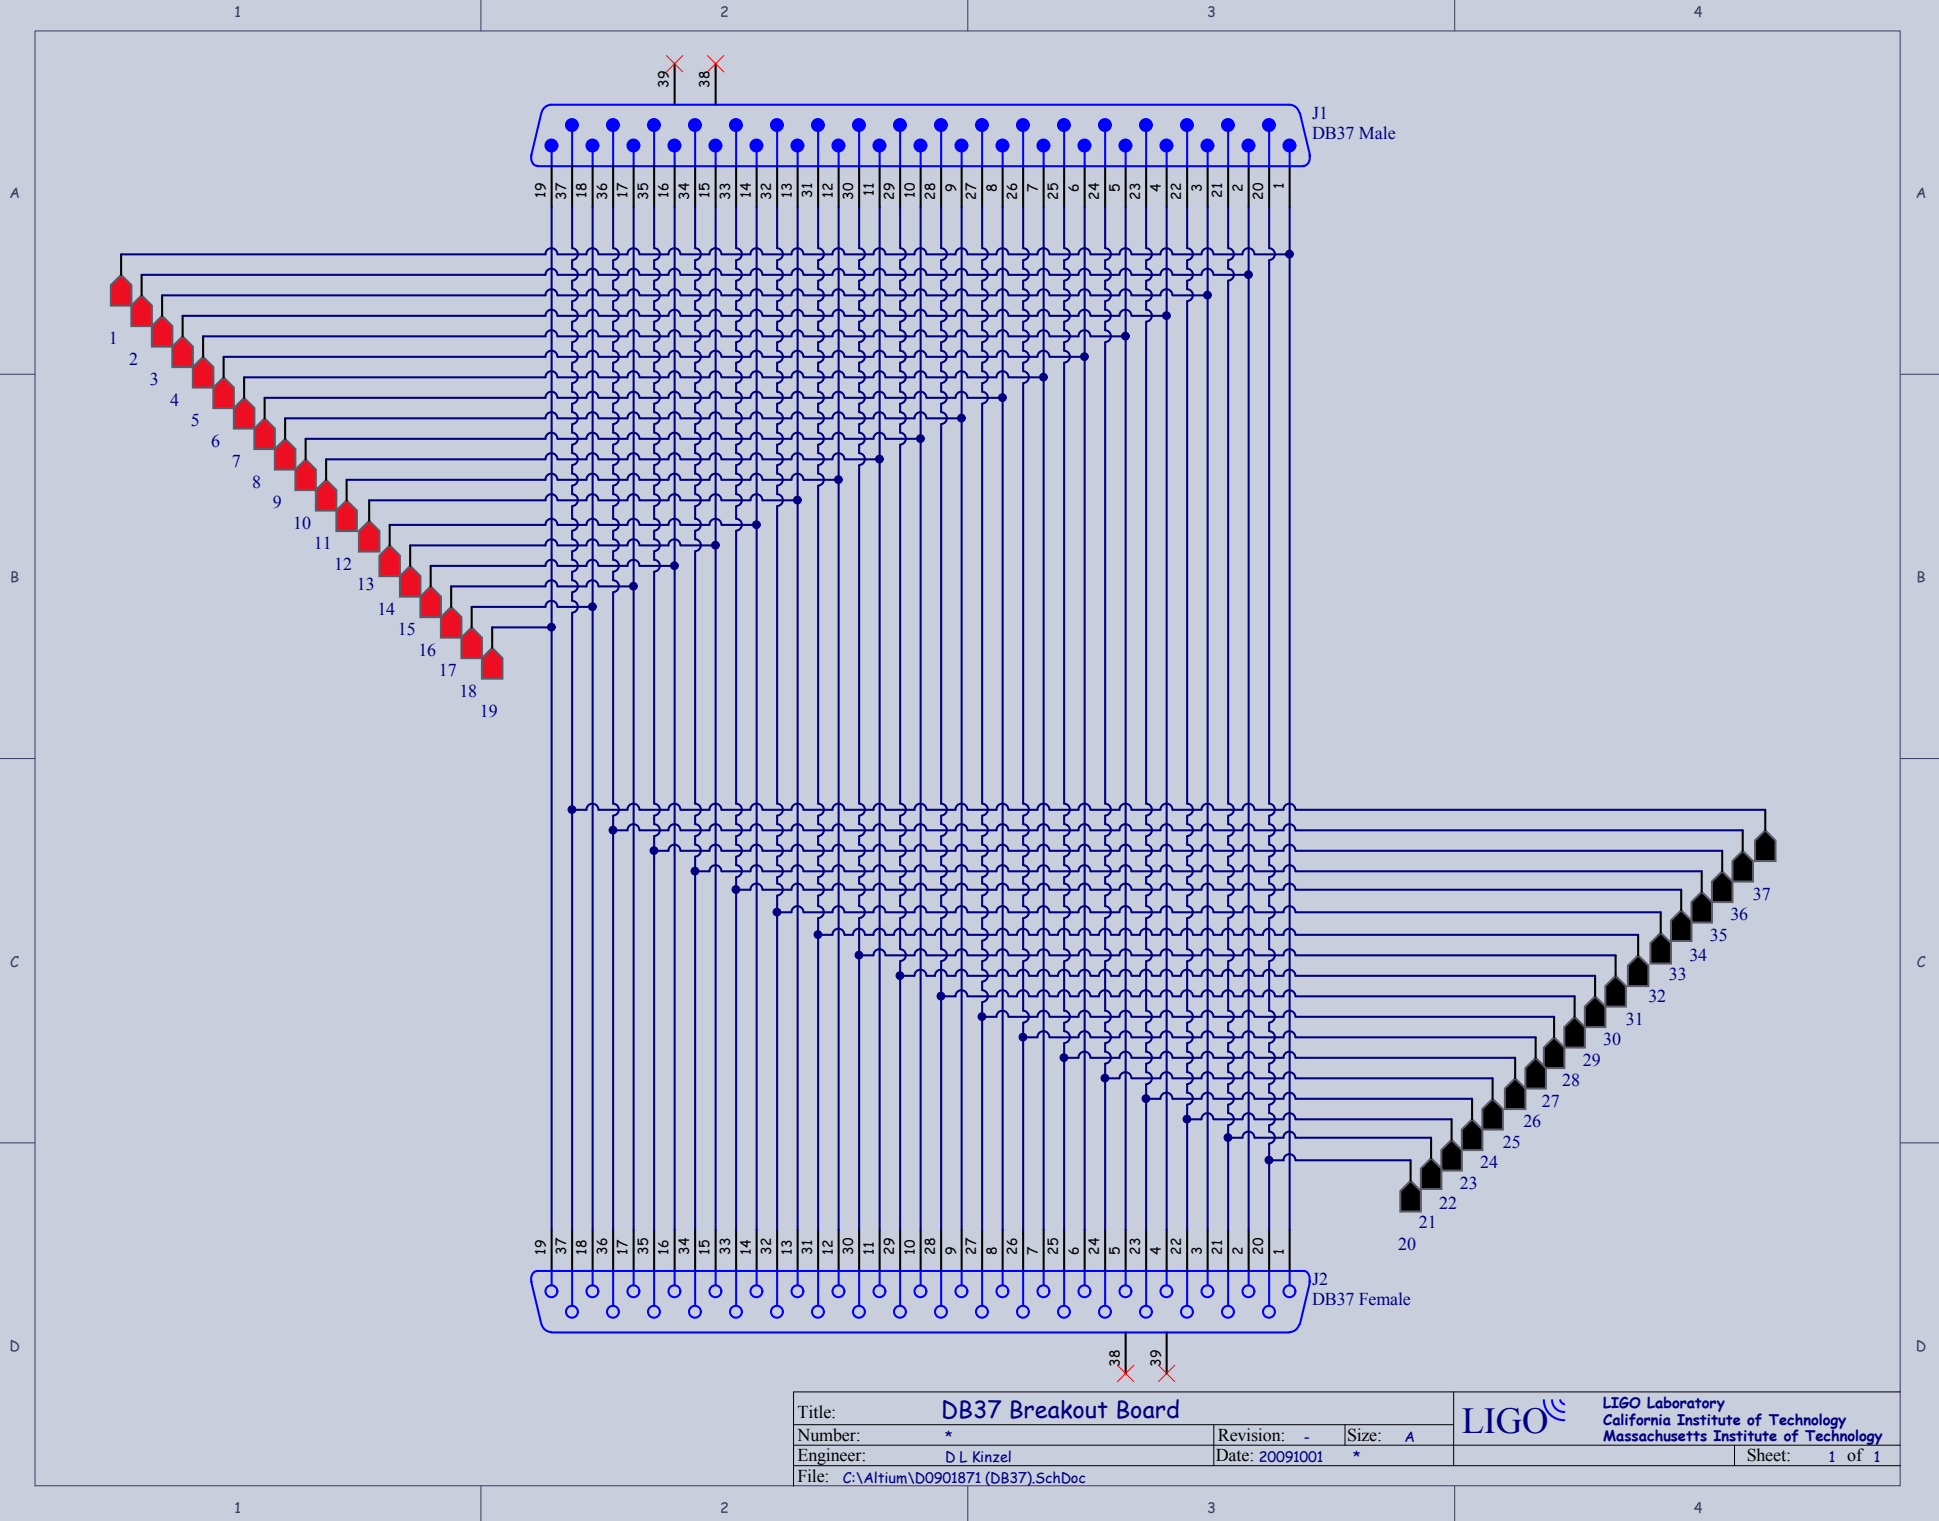 1 2 3 4
39 38
J1
DB37 Male
19 37 18 36 17 35 16 34 15 33 14 32 13 31 12 30 11 29 10 28 9 27 8 26 7 25 6 24 5 23 4 22 3 21 2 20 1
A A
1
2
3
4
5
6
7
8
9
10
11
12
B B
13
14
15
16
17
18
19
37
36
35
34
C C
33
32
31
30
29
28
27
26
25
24
23
22
21
20
19 37 18 36 17 35 16 34 15 33 14 32 13 31 12 30 11 29 10 28 9 27 8 26 7 25 6 24 5 23 4 22 3 21 2 20 1
J2
DB37 Female
D D
38 39
Title: DB37 Breakout Board
Number: *
Revision: - Size: A
Engineer: D L Kinzel
Date: 20091001 *
File: C:\Altium\D0901871 (DB37).SchDoc
LIGO
LIGO Laboratory
California Institute of Technology
Massachusetts Institute of Technology
Sheet: 1 of 1
1 2 3 4